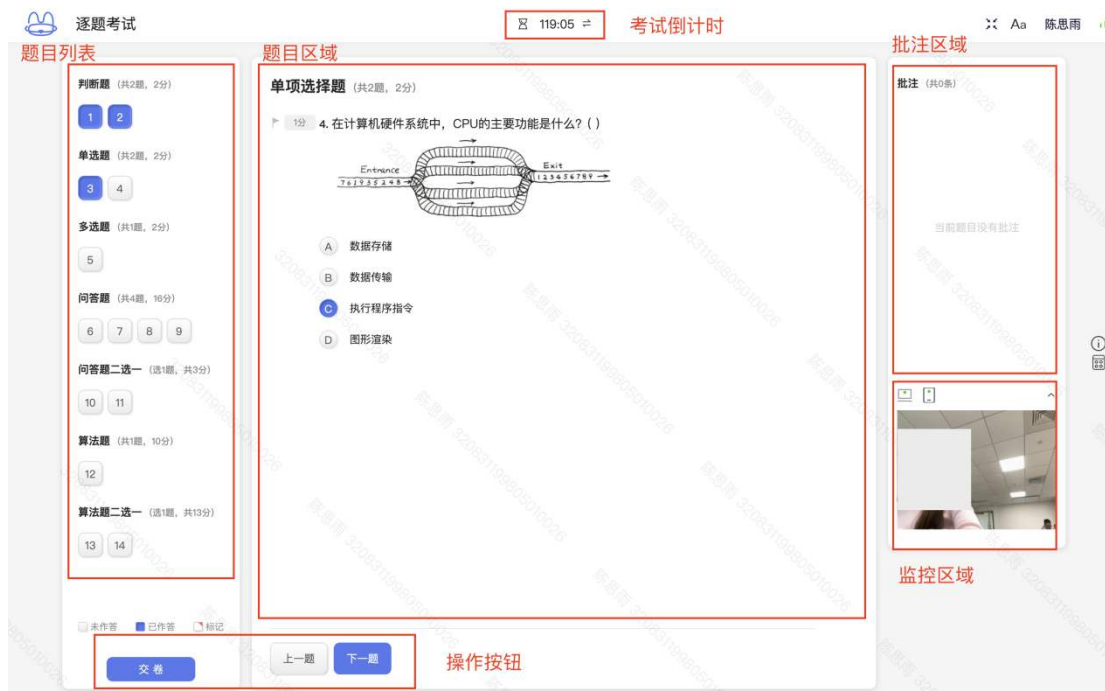 逐题考试
119:05
考试倒计时
Aa
陈思雨
题目列表
题目区域
批注区域
判断题 (共2题, 2分)
1 2
单选题 (共2题, 2分)
3 4
多选题 (共1题, 2分)
5
问答题 (共4题, 16分)
6 7 8 9
问答题二选一 (选1题, 共3分)
10 11
算法题 (共1题, 10分)
12
算法题二选一 (选1题, 共13分)
13 14
未作答 已作答 标记
交卷
单项选择题 (共2题, 2分)
1分 4. 在计算机硬件系统中，CPU的主要功能是什么? ( )
Entrance
Exit
761935248
123456789
A 数据存储
B 数据传输
C 执行程序指令
D 图形渲染
上一题 下一题
操作按钮
批注 (共0条)
当前题目没有批注
监控区域